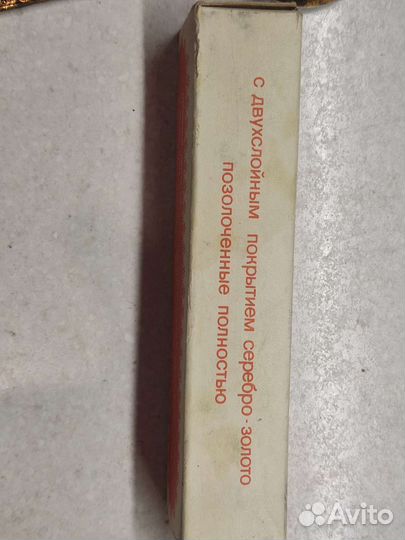 с двухслойным покрытием серебро-золото
позолоченные полностью
Avito